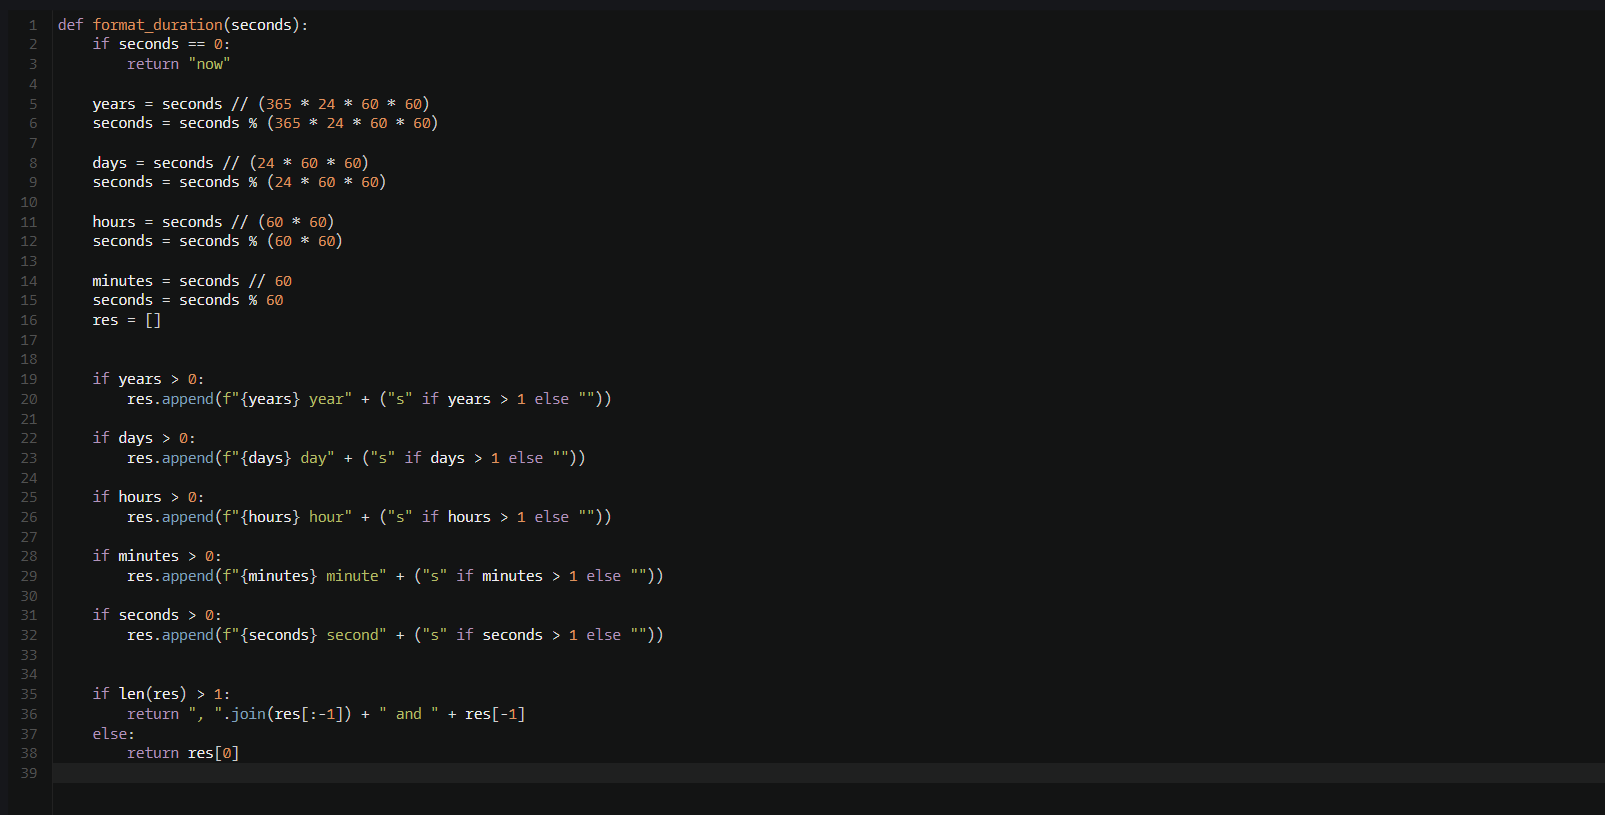 1 def format_duration(seconds):
2     if seconds == 0:
3         return "now"
4
5     years = seconds // (365 * 24 * 60 * 60)
6     seconds = seconds % (365 * 24 * 60 * 60)
7
8     days = seconds // (24 * 60 * 60)
9     seconds = seconds % (24 * 60 * 60)
10
11     hours = seconds // (60 * 60)
12     seconds = seconds % (60 * 60)
13
14     minutes = seconds // 60
15     seconds = seconds % 60
16     res = []
17
18
19     if years > 0:
20         res.append(f"{years} year" + ("s" if years > 1 else ""))
21
22     if days > 0:
23         res.append(f"{days} day" + ("s" if days > 1 else ""))
24
25     if hours > 0:
26         res.append(f"{hours} hour" + ("s" if hours > 1 else ""))
27
28     if minutes > 0:
29         res.append(f"{minutes} minute" + ("s" if minutes > 1 else ""))
30
31     if seconds > 0:
32         res.append(f"{seconds} second" + ("s" if seconds > 1 else ""))
33
34
35     if len(res) > 1:
36         return ", ".join(res[:-1]) + " and " + res[-1]
37     else:
38         return res[0]
39